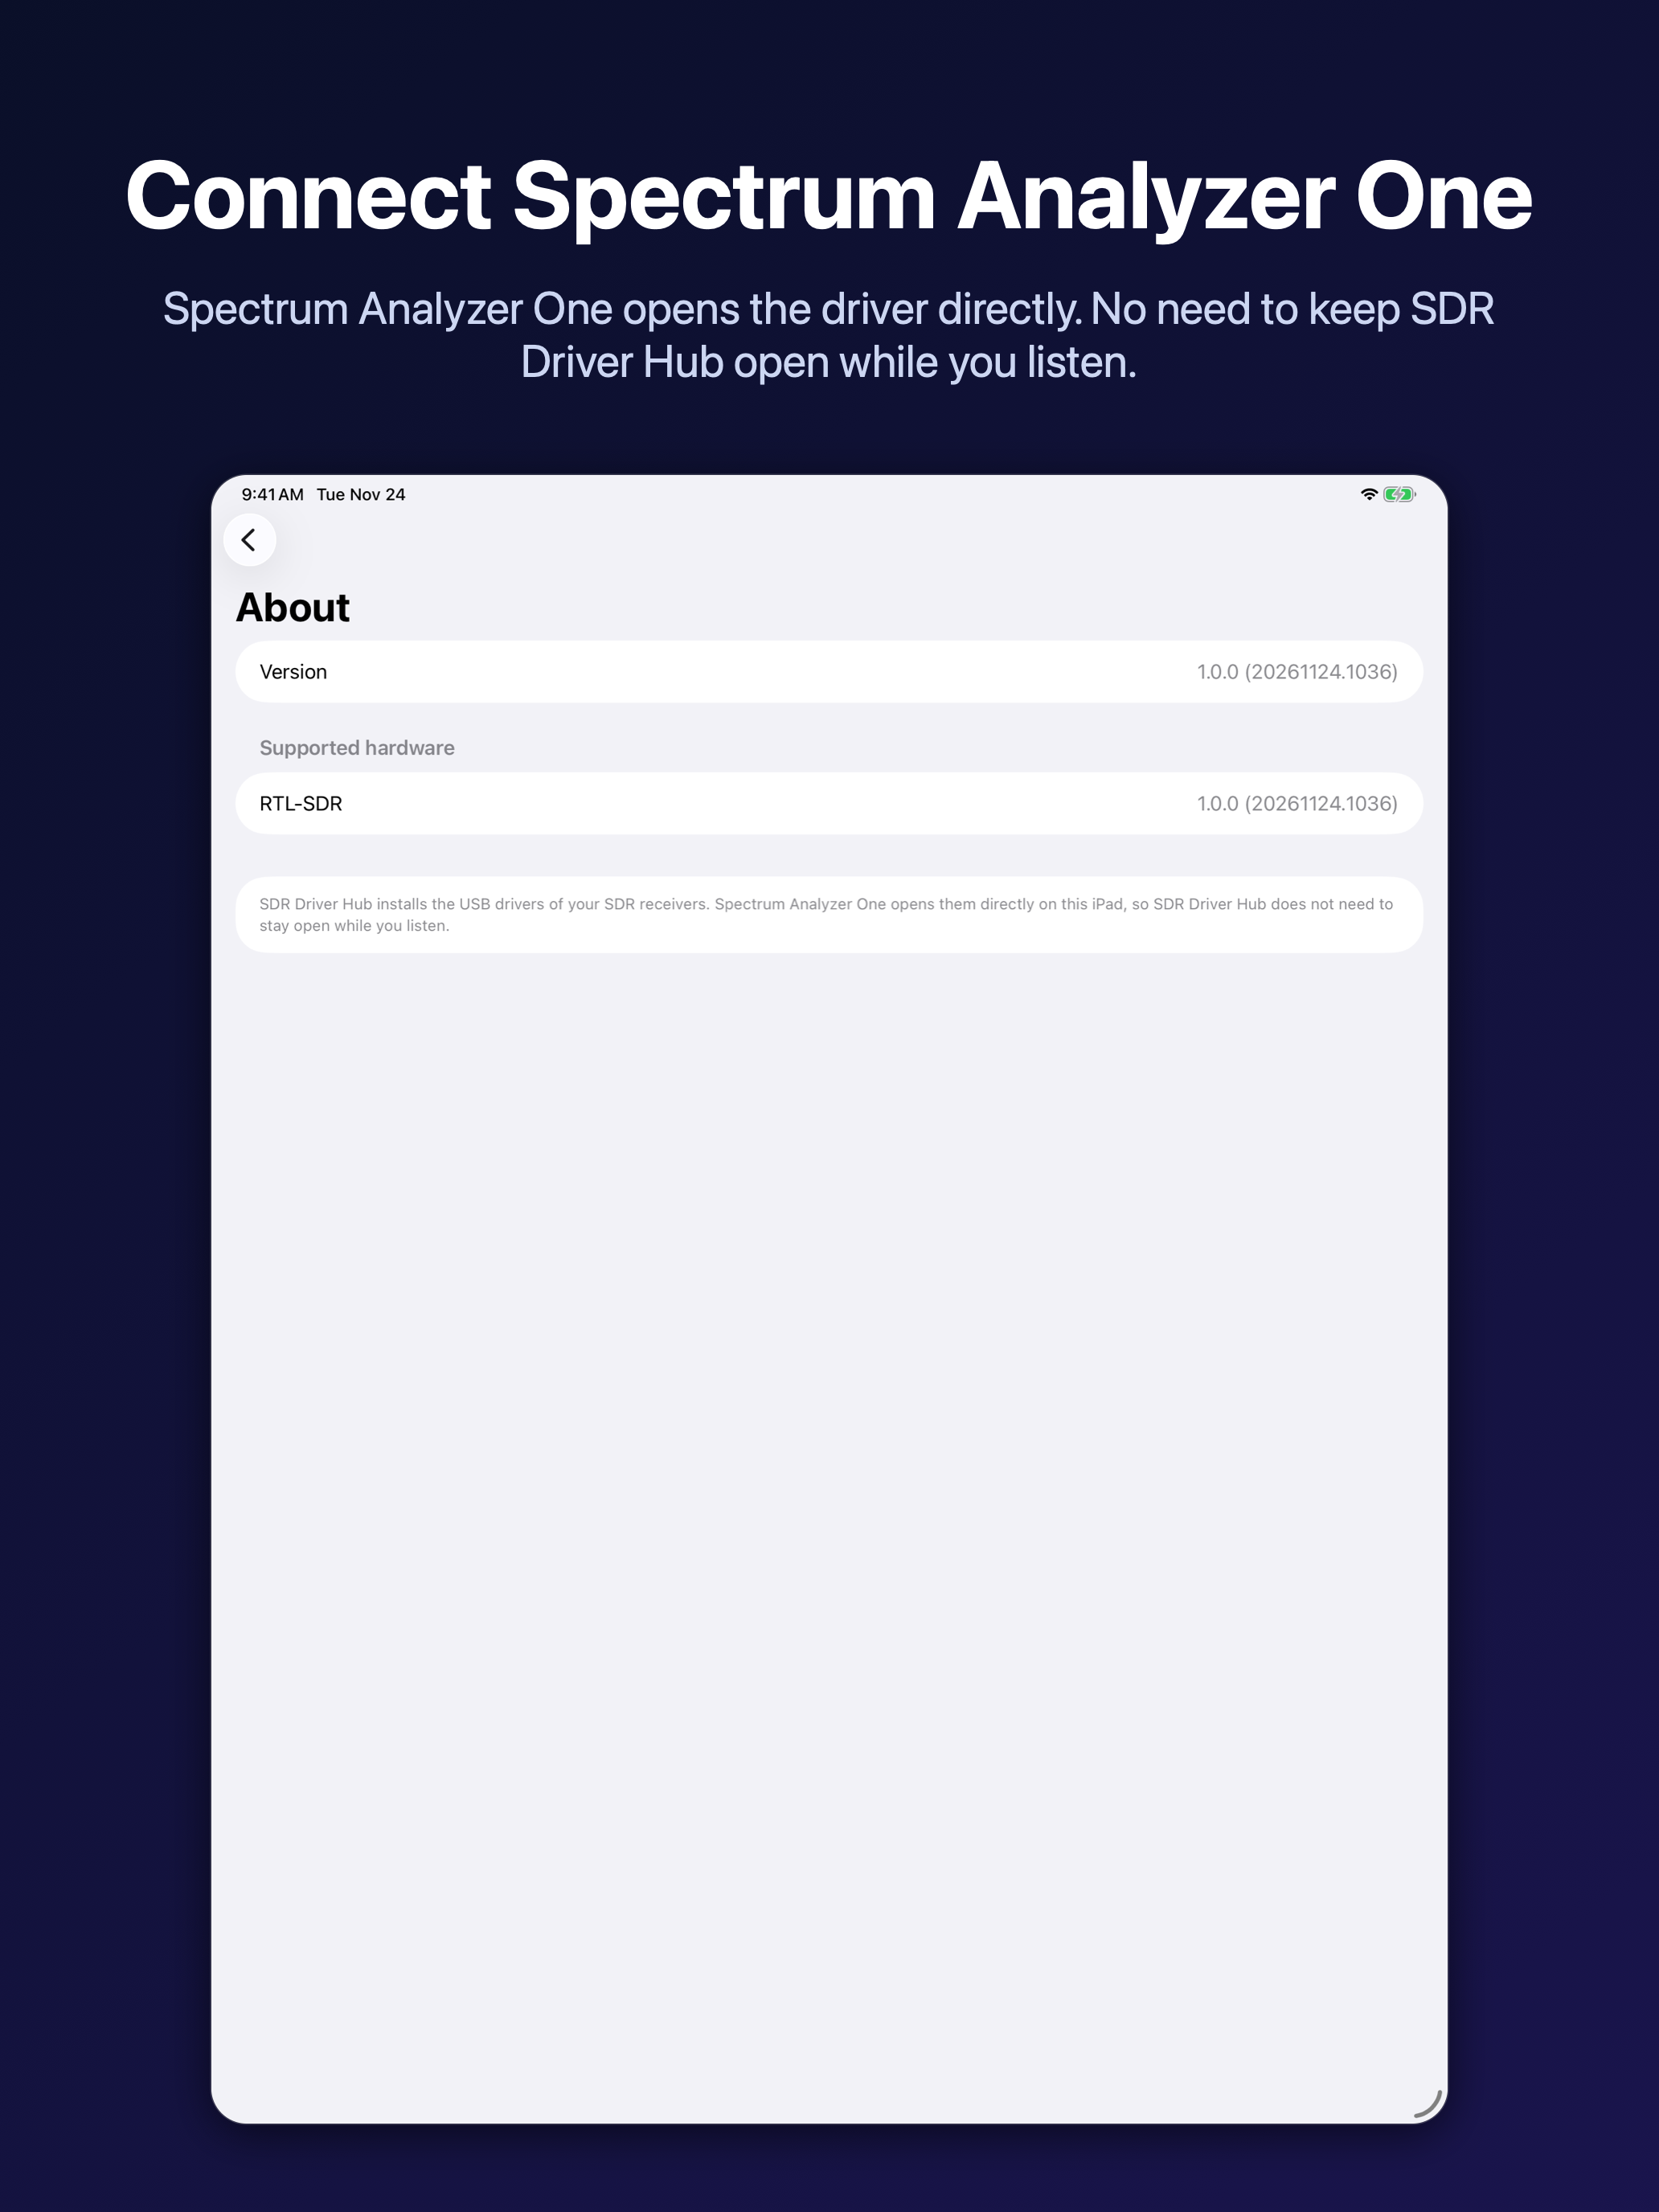 Connect Spectrum Analyzer One
Spectrum Analyzer One opens the driver directly. No need to keep SDR
Driver Hub open while you listen.
9:41 AM Tue Nov 24
About
Version 1.0.0 (20261124.1036)
Supported hardware
RTL-SDR 1.0.0 (20261124.1036)
SDR Driver Hub installs the USB drivers of your SDR receivers. Spectrum Analyzer One opens them directly on this iPad, so SDR Driver Hub does not need to
stay open while you listen.